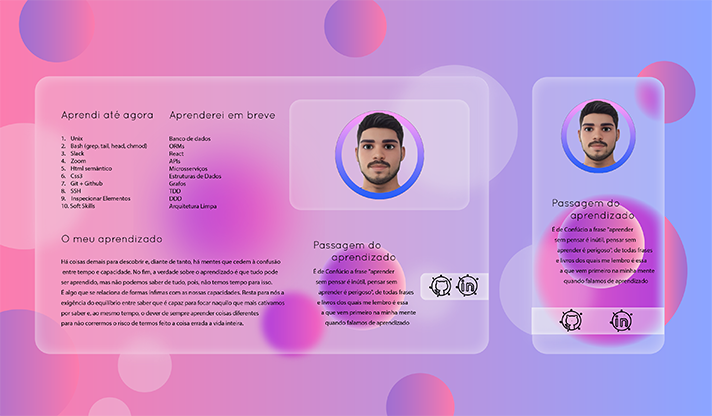 Aprendi até agora
1. Unix
2. Bash (grep, tail, head, chmod)
3. Slack
4. Zoom
5. Html semântico
6. Css3
7. Git + Github
8. SSH
9. Inspecionar Elementos
10. Soft Skills
Aprenderei em breve
Banco de dados
ORMs
React
APIs
Microserviços
Estruturas de Dados
Grafos
TDD
DDD
Arquitetura Limpa
O meu aprendizado
Há coisas demais para descobrir e, diante de tanto, há mentes que cedem à confusão
entre tempo e capacidade. No fim, a verdade sobre o aprendizado é que tudo pode
ser aprendido, mas não podemos saber de tudo, pois, não temos tempo para isso.
É algo que se relaciona de formas ínfimas com as nossas capacidades. Resta para nós a
exigência do equilíbrio entre saber que é capaz para focar naquilo que mais cativamos
por saber e, ao mesmo tempo, o dever de sempre aprender coisas diferentes
para não corrermos o risco de termos feito a coisa errada a vida inteira.
Passagem do
aprendizado
É de Confúcio a frase "aprender
sem pensar é inútil, pensar sem
aprender é perigoso", de todas frases
e livros dos quais me lembro é essa
a que vem primeiro na minha mente
quando falamos de aprendizado
in
Passagem do
aprendizado
É de Confúcio a frase "aprender
sem pensar é inútil, pensar sem
aprender é perigoso", de todas frases
e livros dos quais me lembro é essa
a que vem primeiro na minha mente
quando falamos de aprendizado
in